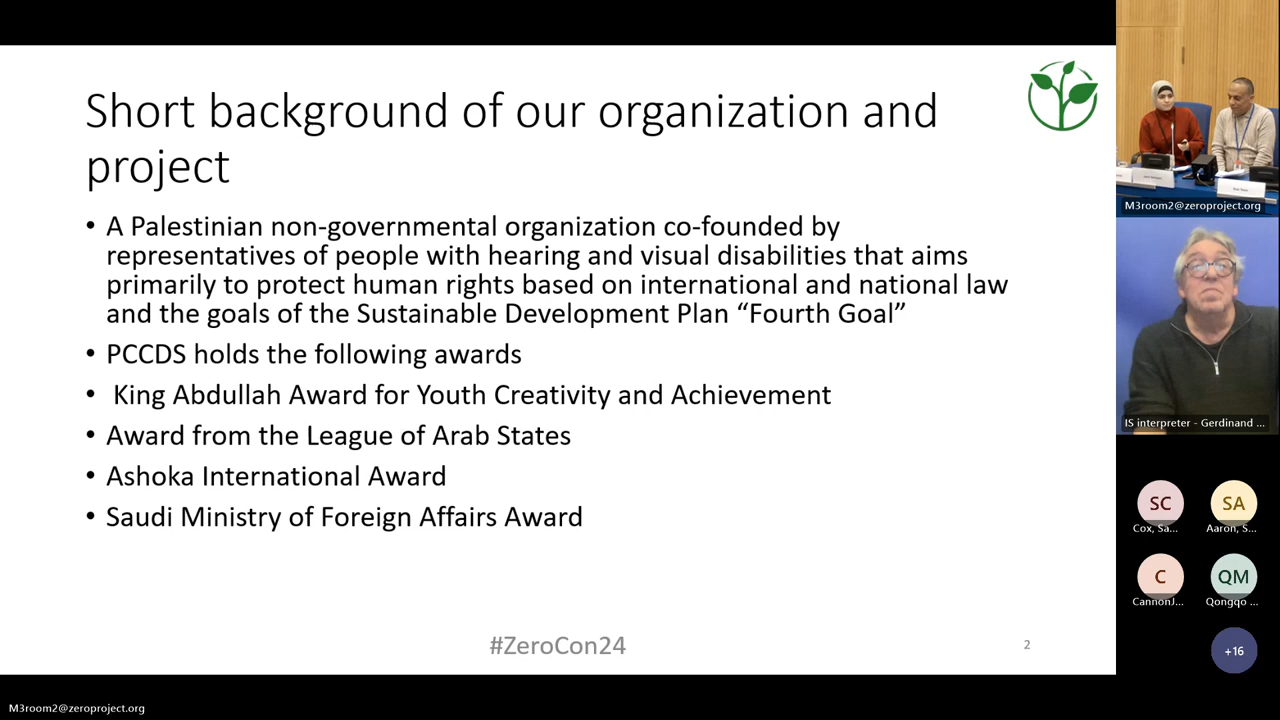 Short background of our organization and
project
• A Palestinian non-governmental organization co-founded by
representatives of people with hearing and visual disabilities that aims
primarily to protect human rights based on international and national law
and the goals of the Sustainable Development Plan “Fourth Goal”
• PCCDS holds the following awards
• King Abdullah Award for Youth Creativity and Achievement
• Award from the League of Arab States
• Ashoka International Award
• Saudi Ministry of Foreign Affairs Award
#ZeroCon24
2
M3room2@zeroproject.org
M3room2@zeroproject.org
IS interpreter - Gerdinand ...
SC
Cox, Sa...
SA
Aaron, S...
C
CannonJ...
QM
Qongqo ...
+16